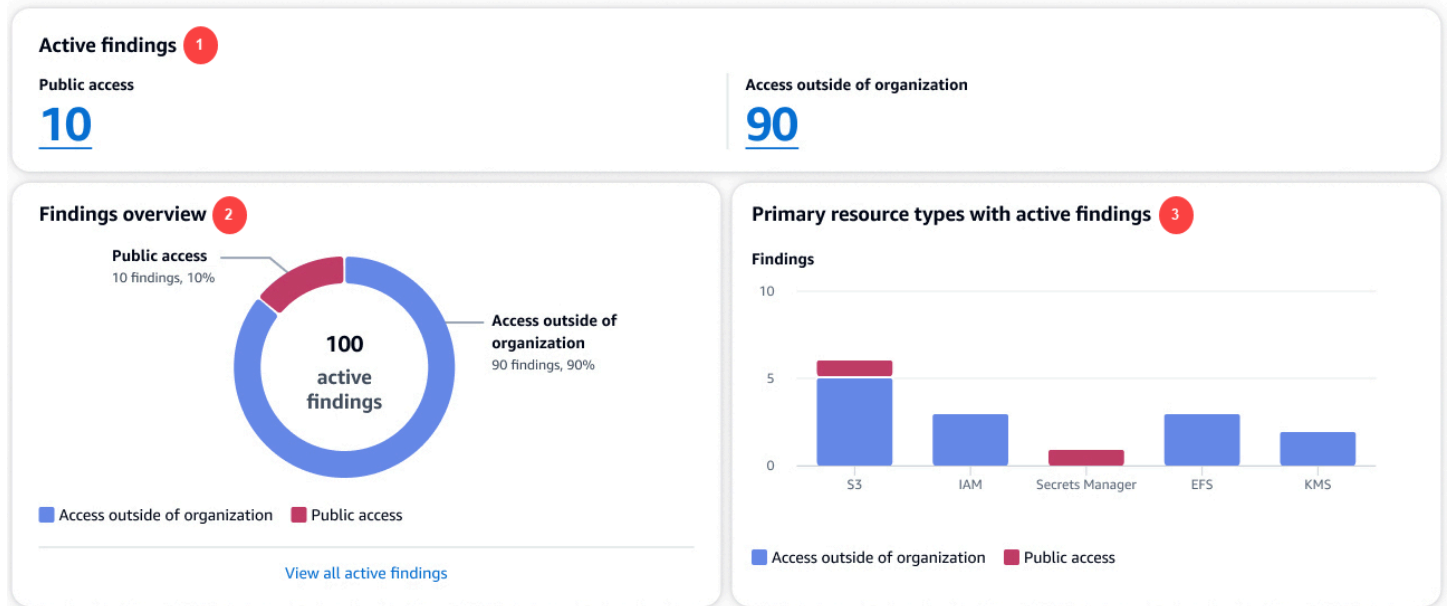 Active findings 1
Public access
10
Access outside of organization
90
Findings overview 2
Public access
10 findings, 10%
Access outside of
organization
90 findings, 90%
100
active
findings
Access outside of organization
Public access
View all active findings
Primary resource types with active findings 3
Findings
10
5
0
S3
IAM
Secrets Manager
EFS
KMS
Access outside of organization
Public access